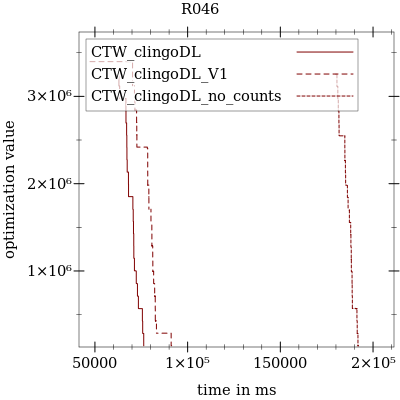 R046
CTW_clingoDL
CTW_clingoDL_V1
CTW_clingoDL_no_counts
3×10⁶
2×10⁶
1×10⁶
optimization value
50000 1×10⁵ 150000 2×10⁵
time in ms